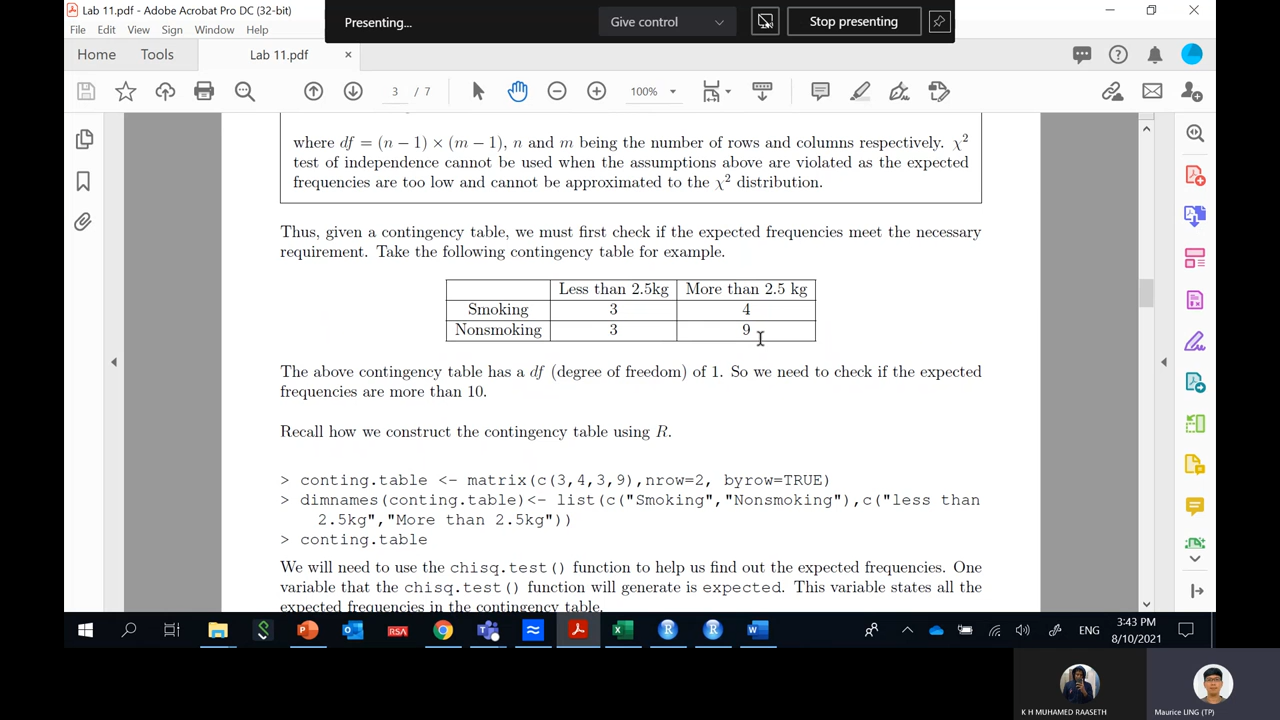 Lab 11.pdf - Adobe Acrobat Pro DC (32-bit)
Presenting...
Give control
Stop presenting
File Edit View Sign Window Help
Home Tools Lab 11.pdf ×
3 / 7 100%
where df = (n − 1) × (m − 1), n and m being the number of rows and columns respectively. χ²
test of independence cannot be used when the assumptions above are violated as the expected
frequencies are too low and cannot be approximated to the χ² distribution.
Thus, given a contingency table, we must first check if the expected frequencies meet the necessary
requirement. Take the following contingency table for example.
Less than 2.5kg More than 2.5 kg
Smoking 3 4
Nonsmoking 3 9
The above contingency table has a df (degree of freedom) of 1. So we need to check if the expected
frequencies are more than 10.
Recall how we construct the contingency table using R.
> conting.table <- matrix(c(3,4,3,9),nrow=2, byrow=TRUE)
> dimnames(conting.table)<- list(c("Smoking","Nonsmoking"),c("less than
2.5kg","More than 2.5kg"))
> conting.table
We will need to use the chisq.test() function to help us find out the expected frequencies. One
variable that the chisq.test() function will generate is expected. This variable states all the
expected frequencies in the contingency table.
RSA
ENG
3:43 PM
8/10/2021
K H MUHAMED RAASETH
Maurice LING (TP)